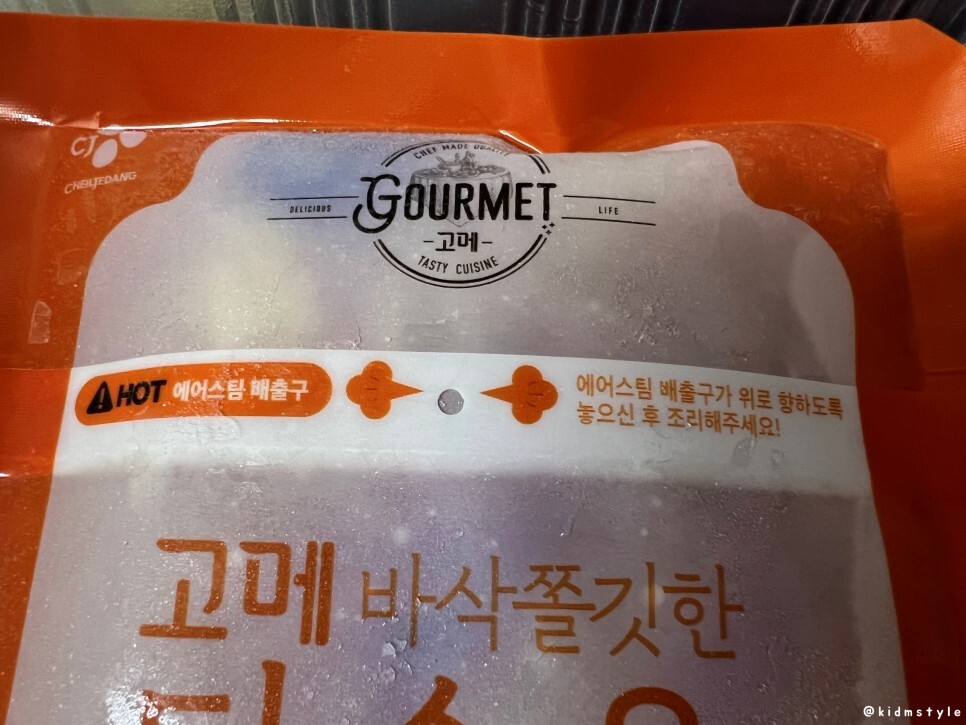 CJ
CHEILJEDANG
CHEF MADE QUALITY
DELICIOUS
GOURMET
LIFE
-고메-
TASTY CUISINE
HOT 에어스팀 배출구
에어스팀 배출구가 위로 향하도록
놓으신 후 조리해주세요!
고메 바삭쫄깃한
@kidmstyle